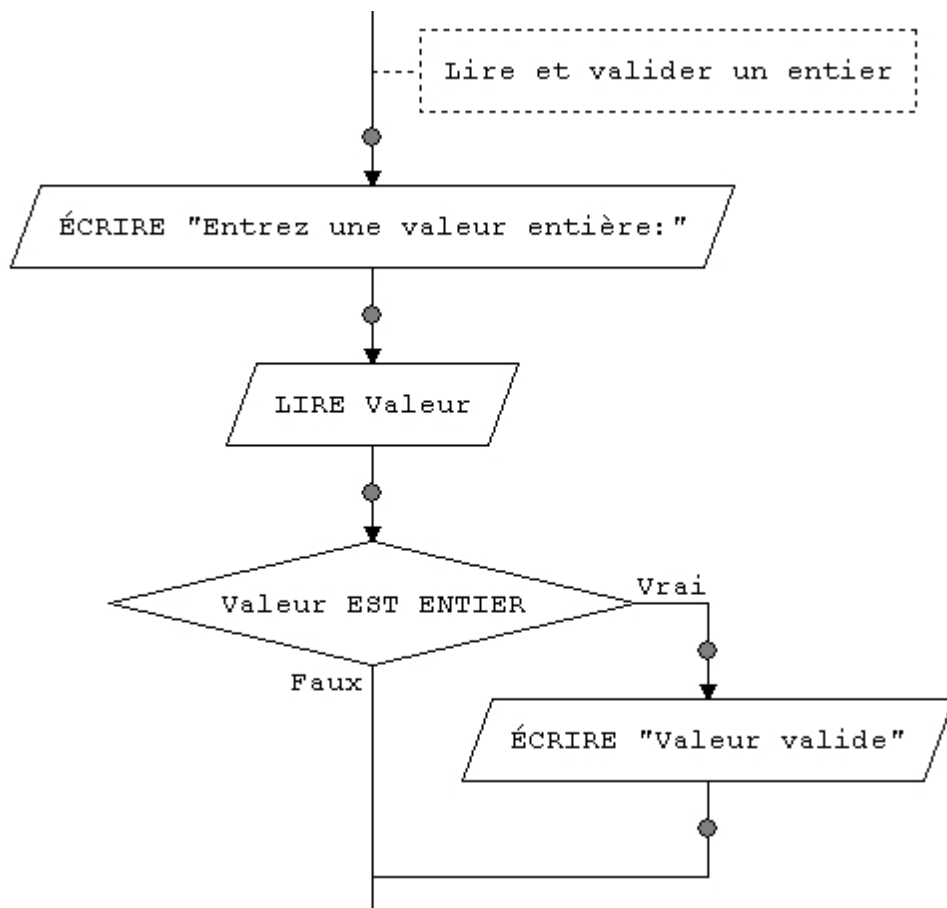 Lire et valider un entier
ÉCRIRE "Entrez une valeur entière:"
LIRE Valeur
Valeur EST ENTIER
Vrai
Faux
ÉCRIRE "Valeur valide"